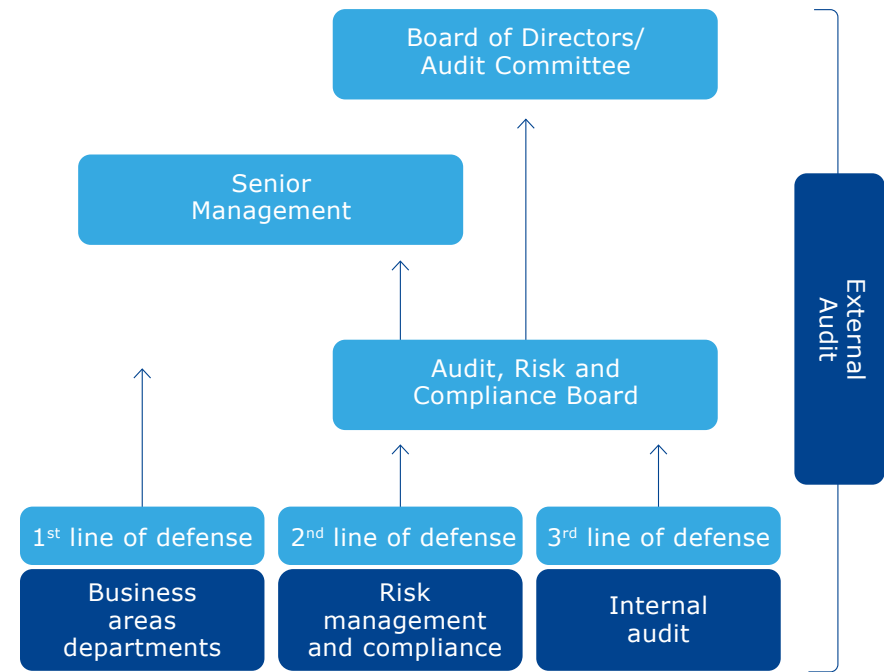 Board of Directors/
Audit Committee
Senior
Management
External
Audit
Audit, Risk and
Compliance Board
1st line of defense
2nd line of defense
3rd line of defense
Business
areas
departments
Risk
management
and compliance
Internal
audit